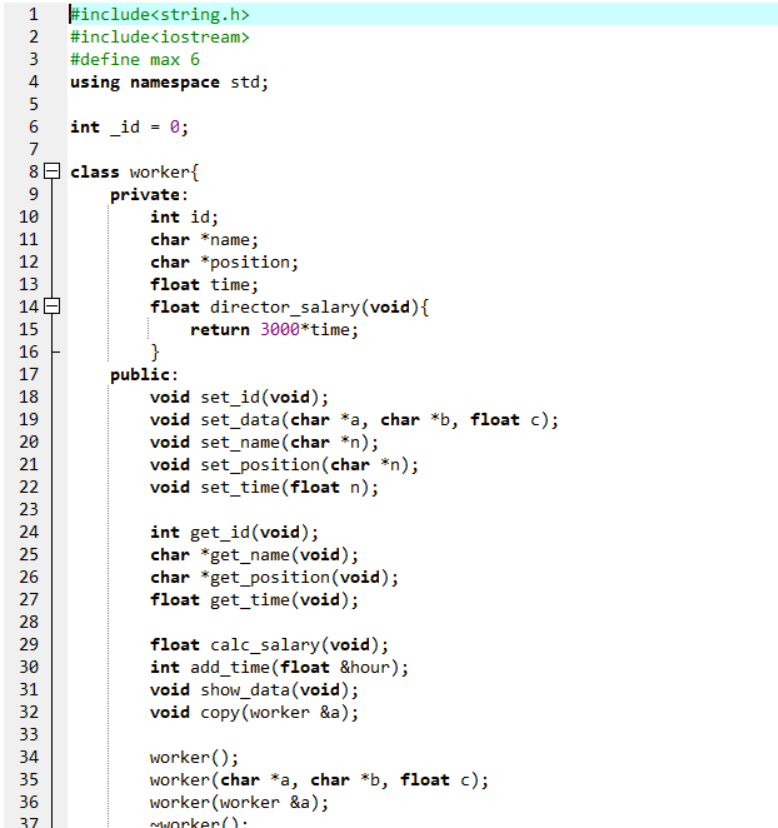 1 #include<string.h>
2 #include<iostream>
3 #define max 6
4 using namespace std;
5
6 int _id = 0;
7
8 class worker{
9 private:
10 int id;
11 char *name;
12 char *position;
13 float time;
14 float director_salary(void){
15 return 3000*time;
16 }
17 public:
18 void set_id(void);
19 void set_data(char *a, char *b, float c);
20 void set_name(char *n);
21 void set_position(char *n);
22 void set_time(float n);
23
24 int get_id(void);
25 char *get_name(void);
26 char *get_position(void);
27 float get_time(void);
28
29 float calc_salary(void);
30 int add_time(float &hour);
31 void show_data(void);
32 void copy(worker &a);
33
34 worker();
35 worker(char *a, char *b, float c);
36 worker(worker &a);
37 ~worker();